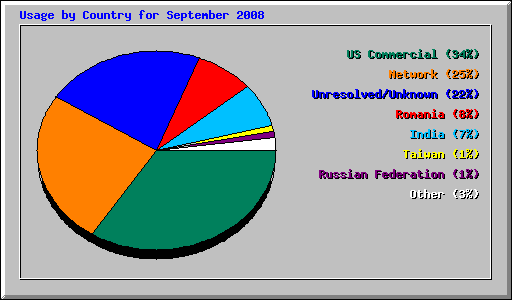 Usage by Country for September 2008
US Commercial (34%)
Network (25%)
Unresolved/Unknown (22%)
Romania (8%)
India (7%)
Taiwan (1%)
Russian Federation (1%)
Other (3%)